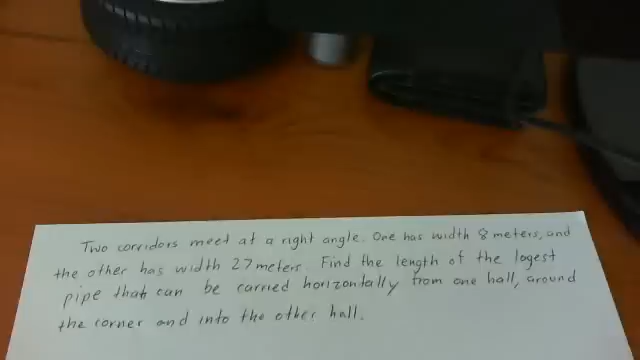 Two corridors meet at a right angle. One has width 8 meters, and
the other has width 27 meters. Find the length of the logest
pipe that can be carried horizontally from one hall, around
the corner and into the other hall.